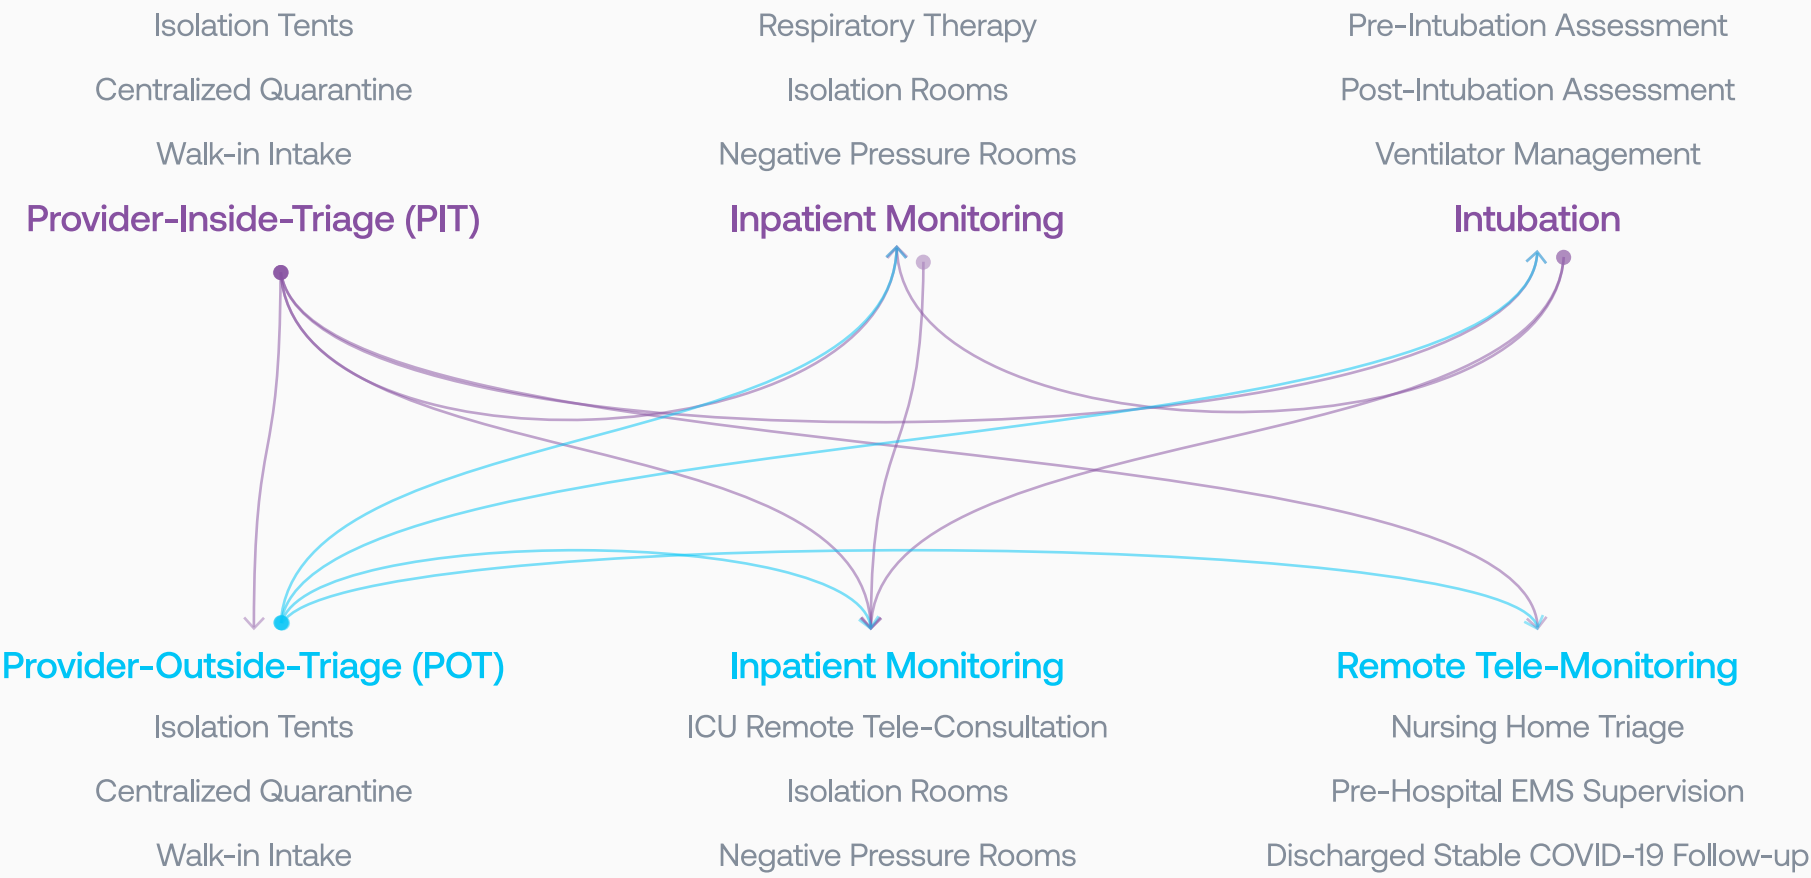 Isolation Tents
Centralized Quarantine
Walk-in Intake
Provider-Inside-Triage (PIT)
Respiratory Therapy
Isolation Rooms
Negative Pressure Rooms
Inpatient Monitoring
Pre-Intubation Assessment
Post-Intubation Assessment
Ventilator Management
Intubation
Provider-Outside-Triage (POT)
Isolation Tents
Centralized Quarantine
Walk-in Intake
Inpatient Monitoring
ICU Remote Tele-Consultation
Isolation Rooms
Negative Pressure Rooms
Remote Tele-Monitoring
Nursing Home Triage
Pre-Hospital EMS Supervision
Discharged Stable COVID-19 Follow-up